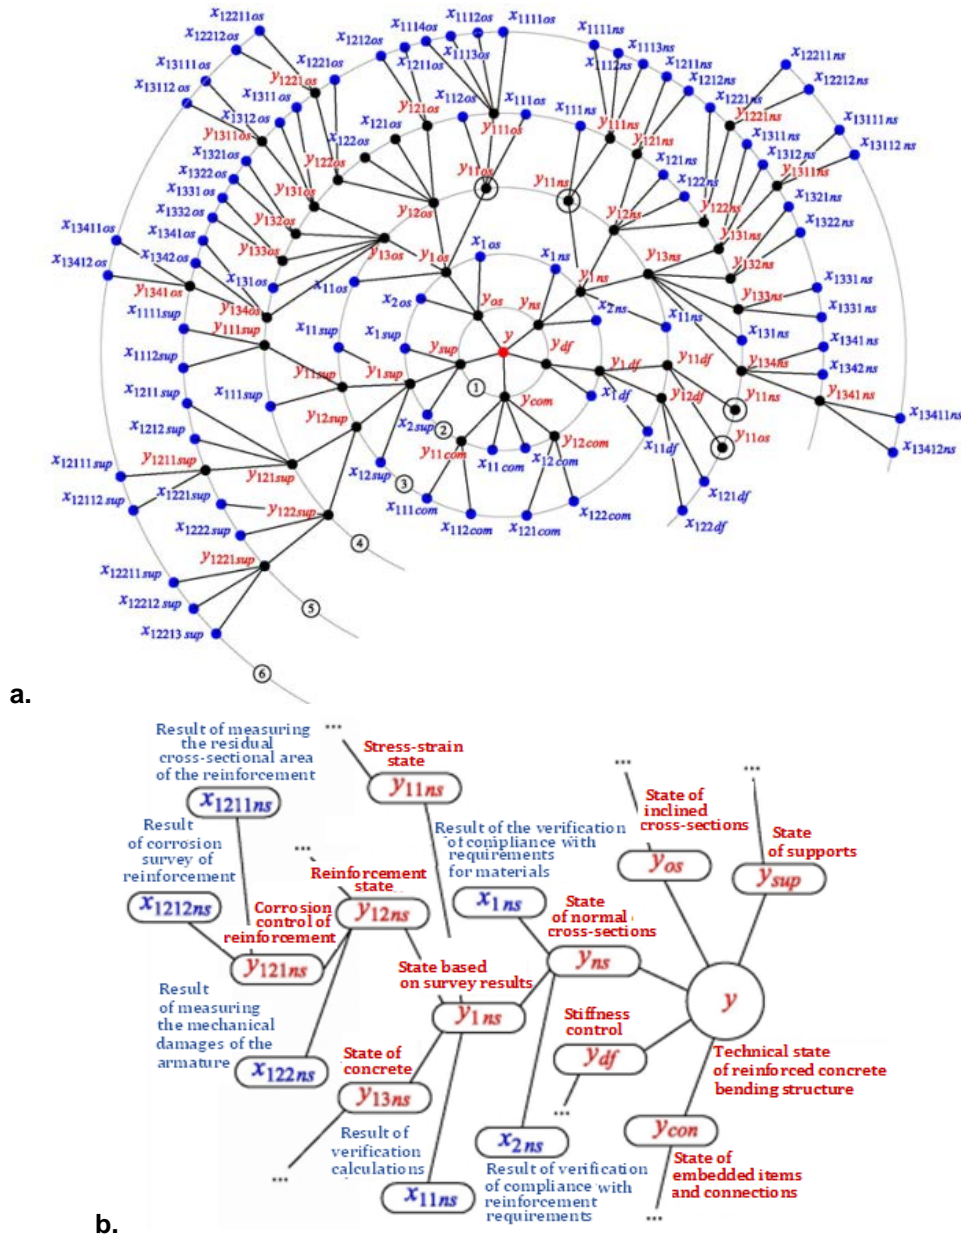 x12211os
x12212os
x13111os
x13112os
y1221os
x1221os
x1212os
x1114os
x1112os
x1111os
x1211os
x1113os
x1111ns
x1113ns
x1112ns
x1211ns
x1212ns
x12211ns
x12212ns
x1311os
x1312os
y1311os
x1321os
x1322os
x1331os
x1332os
x122os
x121os
y121os
x112os
x111os
y111os
x111ns
y111ns
y121ns
x1221ns
y1221ns
x1311ns
x1312ns
x13111ns
x13112ns
y1311ns
x121ns
x122ns
x1321ns
x1322ns
y122os
y131os
y132os
y133os
y12os
y11os
y11ns
y12ns
y122ns
y131ns
y132ns
x13411os
x13412os
x1341os
x1342os
y1341os
x131os
y134os
y13os
x11os
y1os
x1os
x1ns
y1ns
y13ns
y133ns
x1331ns
x1331ns
x2os
yos
yns
x2ns
x11ns
x131ns
x1341ns
x1342ns
y134ns
y1341ns
x13411ns
x13412ns
x1111sup
y111sup
x11sup
x1sup
ysup
y
ydf
y1df
y11df
x1112sup
y11sup
y1sup
1
x1df
y12df
y11ns
x1211sup
x111sup
y12sup
x2sup
2
ycom
y12com
x11df
y11os
x1212sup
y11com
x11com
x12com
x12111sup
y1211sup
y121sup
x12sup
3
x111com
x112com
x121com
x122com
x121df
x122df
x12112sup
x1221sup
y122sup
x1222sup
4
y1221sup
x12211sup
x12212sup
x12213sup
5
6
a.
Result of measuring
the residual
cross-sectional area
of the reinforcement
x1211ns
...
Stress-strain
state
y11ns
Result
of corrosion
survey of
reinforcement
x1212ns
...
Reinforcement
state
y12ns
Corrosion
control of
reinforcement
y121ns
Result of the verification
of compliance with
requirements
for materials
x1ns
State
of normal
cross-sections
yns
...
State of
inclined
cross-sections
yos
...
State
of supports
ysup
Result
of measuring
the mechanical
damages of the
armature
x122ns
State based
on survey results
y1ns
State of
concrete
y13ns
...
Result of
verification
calculations
x11ns
Stiffness
control
ydf
...
x2ns
Result of verification
of compliance with
reinforcement
requirements
y
Technical state
of reinforced concrete
bending structure
ycon
State of
embedded items
and connections
...
b.